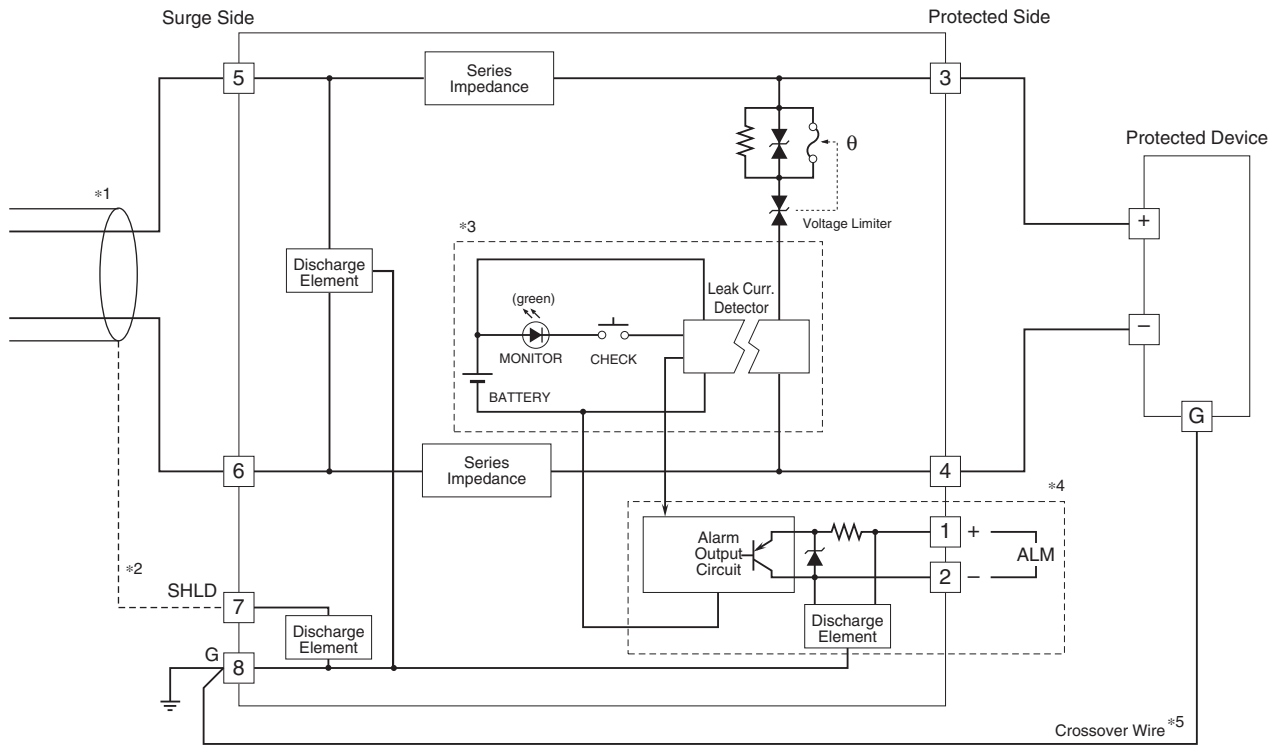 Surge Side
Protected Side
5
Series
Impedance
3
θ
Voltage Limiter
Protected Device
+
−
G
*1
*3
Discharge
Element
(green)
MONITOR
CHECK
Leak Curr.
Detector
BATTERY
6
Series
Impedance
4
*4
Alarm
Output
Circuit
1
+
ALM
2
−
Discharge
Element
*2
SHLD
7
Discharge
Element
G
8
Crossover Wire *5